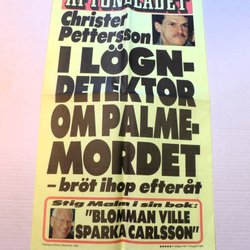 AFTONBLADET
Christer
Pettersson
I LÖGN-
DETEKTOR
OM PALME-
MORDET
– bröt ihop efteråt
Stig Malm i sin bok:
"BLOMMAN VILLE
SPARKA CARLSSON"